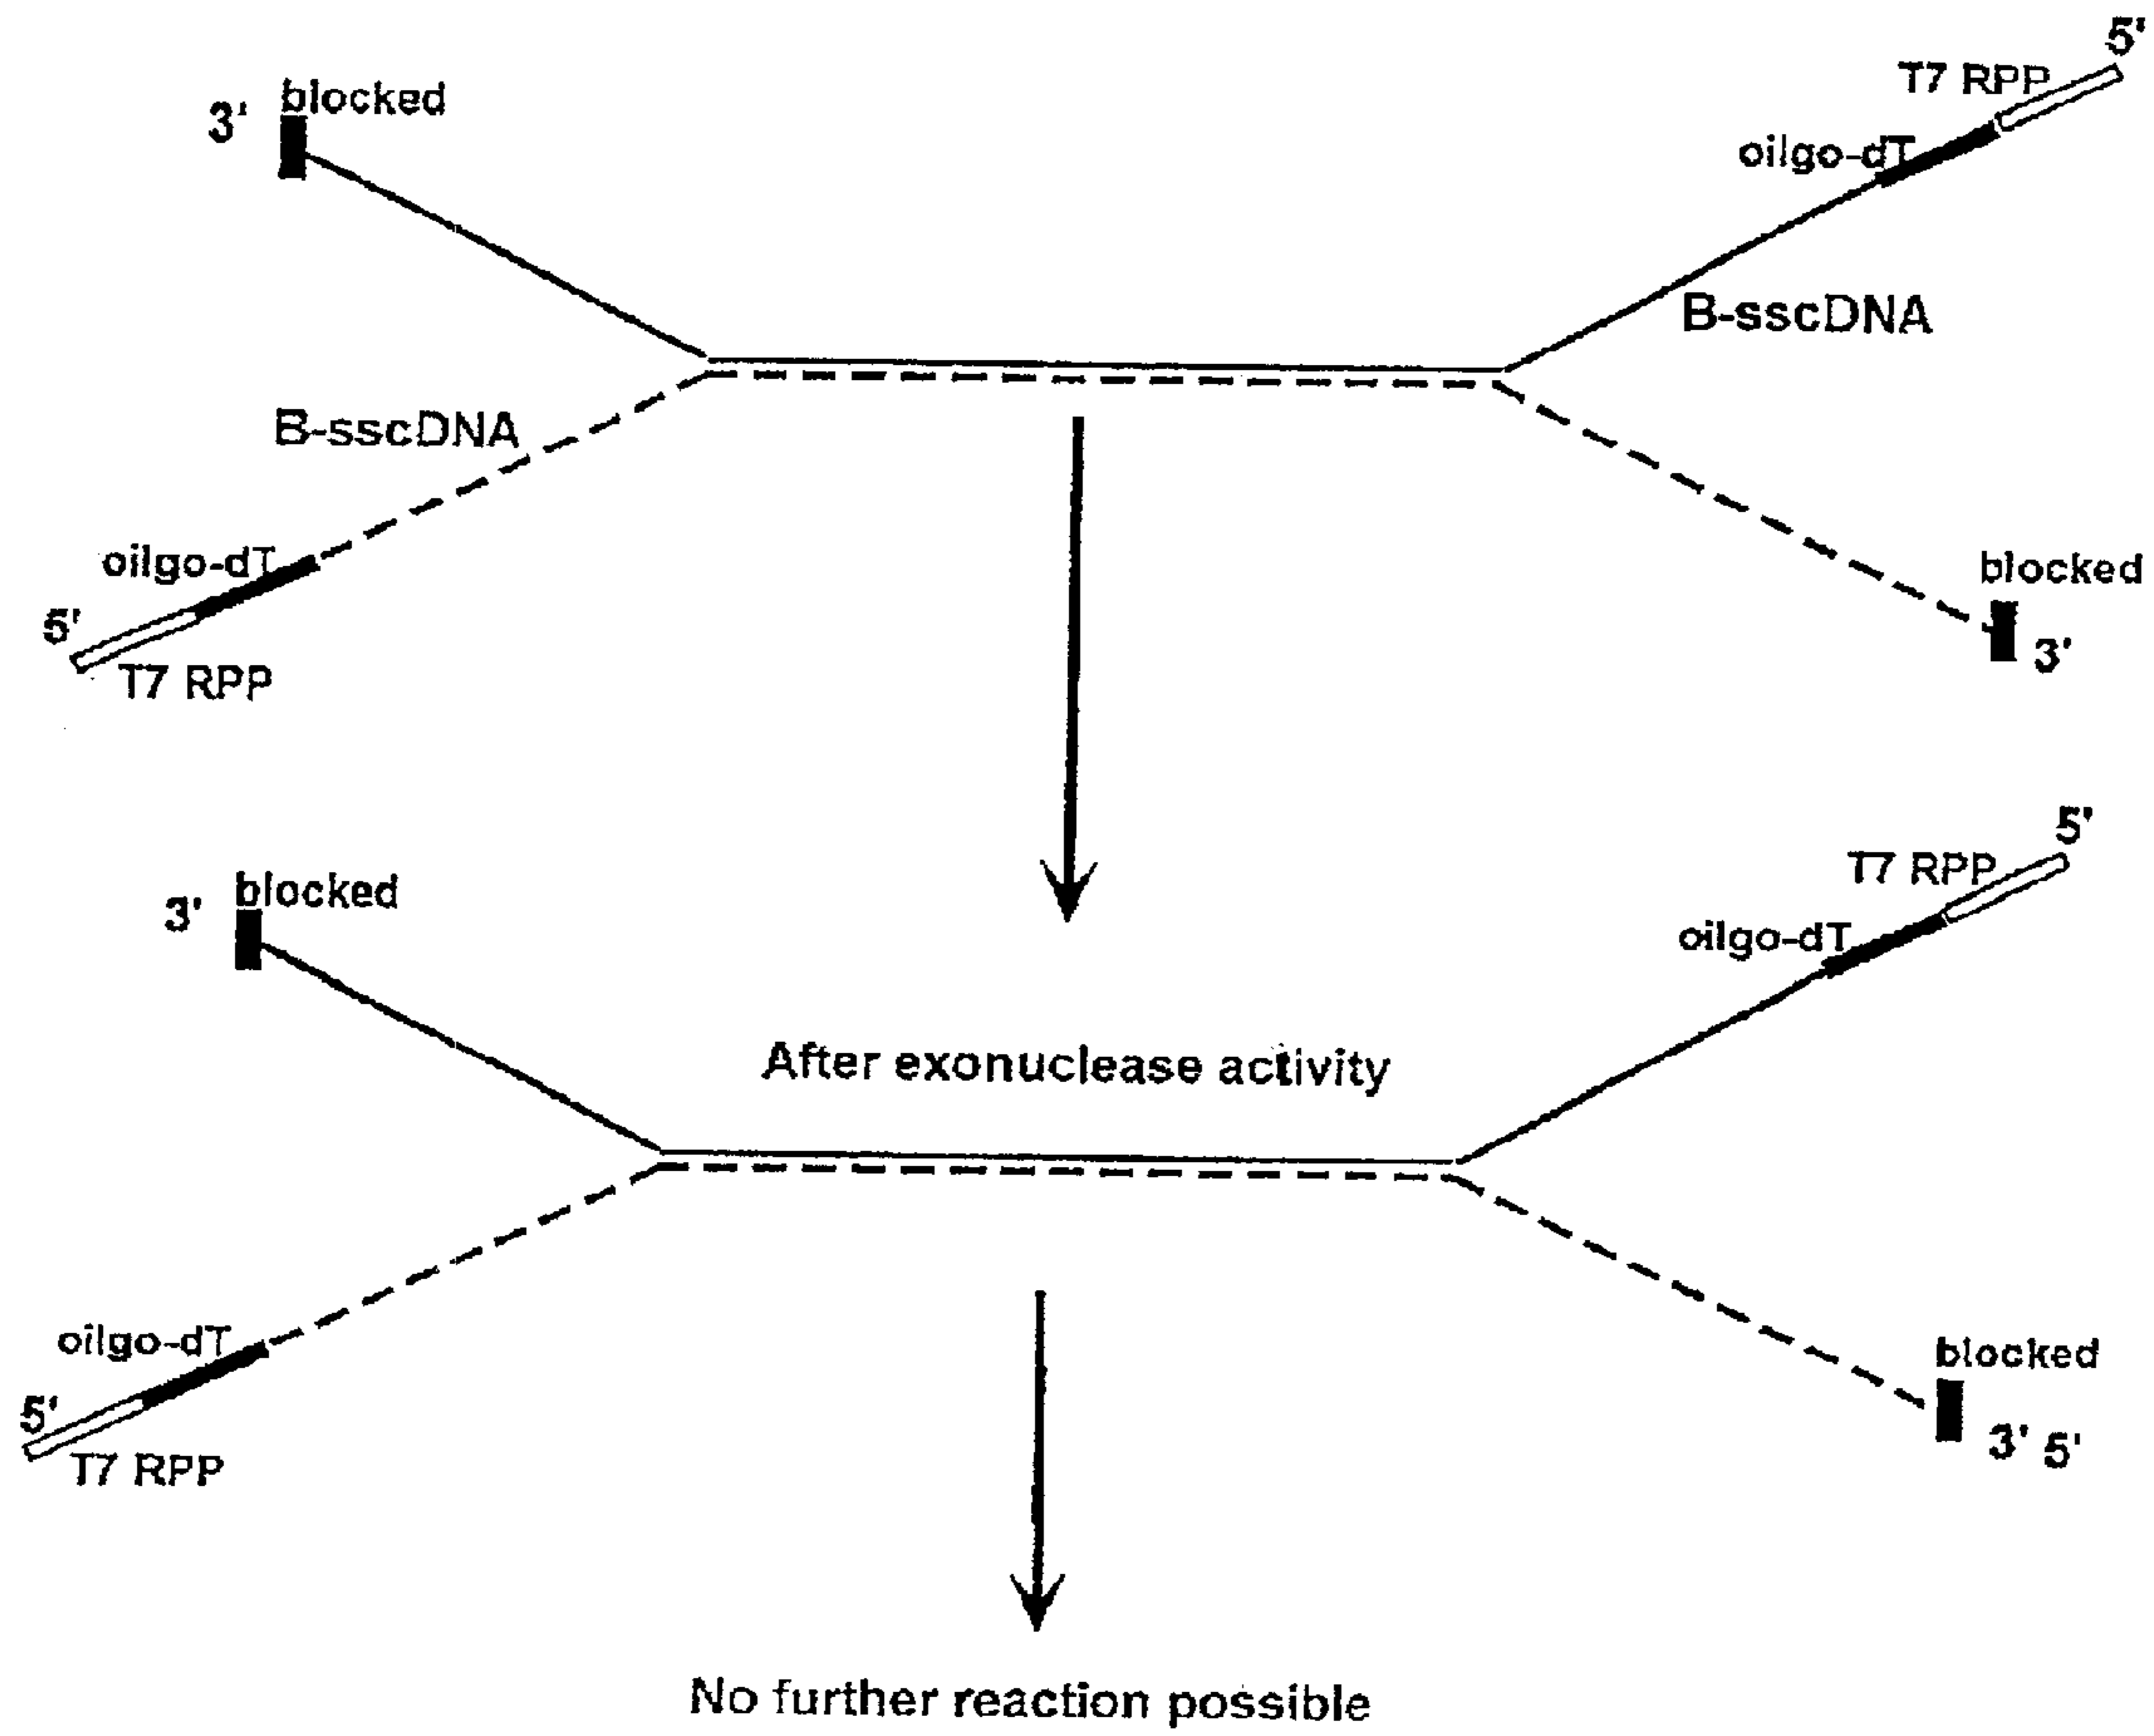 5'
T7 RPP
blocked
3'
oilgo-dT
B-sscDNA
B-sscDNA
oilgo-dT
blocked
5'
3'
T7 RPP
5'
T7 RPP
blocked
3'
oilgo-dT
After exonuclease activity
oilgo-dT
blocked
5'
3' 5'
T7 RPP
No further reaction possible